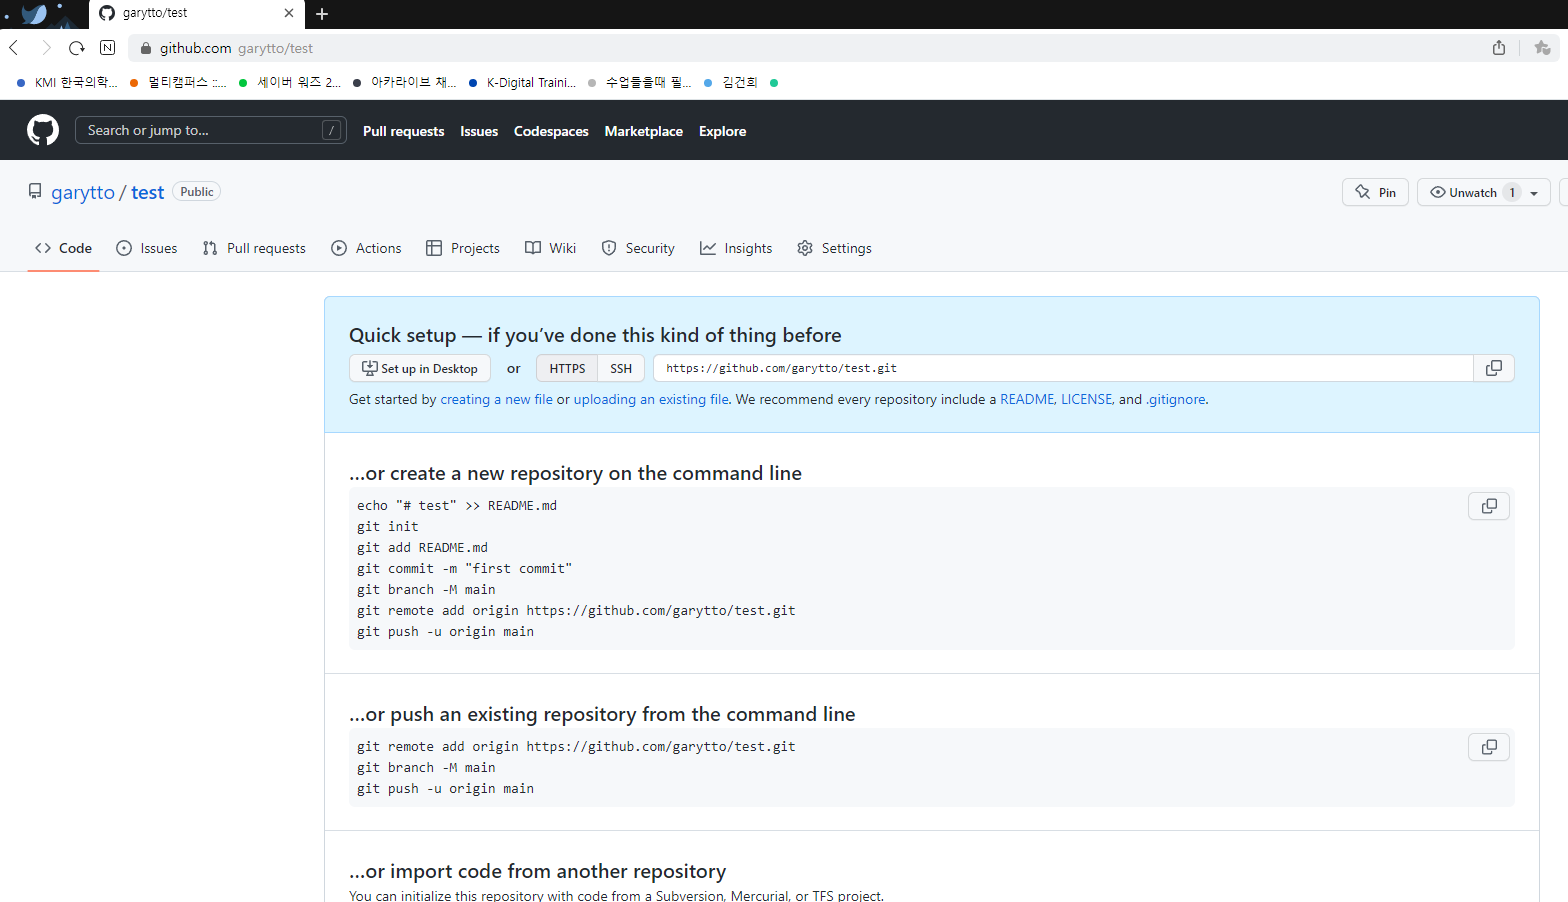 garytto/test
github.com garytto/test
KMI 한국의학... 멀티캠퍼스 ::... 세이버 워즈 2... 아카라이브 채... K-Digital Traini... 수업들을때 필... 김건희
Search or jump to... / Pull requests Issues Codespaces Marketplace Explore
garytto / test Public Pin Unwatch 1
Code Issues Pull requests Actions Projects Wiki Security Insights Settings
Quick setup — if you’ve done this kind of thing before
Set up in Desktop or HTTPS SSH https://github.com/garytto/test.git
Get started by creating a new file or uploading an existing file. We recommend every repository include a README, LICENSE, and .gitignore.
…or create a new repository on the command line
echo "# test" >> README.md
git init
git add README.md
git commit -m "first commit"
git branch -M main
git remote add origin https://github.com/garytto/test.git
git push -u origin main
…or push an existing repository from the command line
git remote add origin https://github.com/garytto/test.git
git branch -M main
git push -u origin main
…or import code from another repository
You can initialize this repository with code from a Subversion, Mercurial, or TFS project.